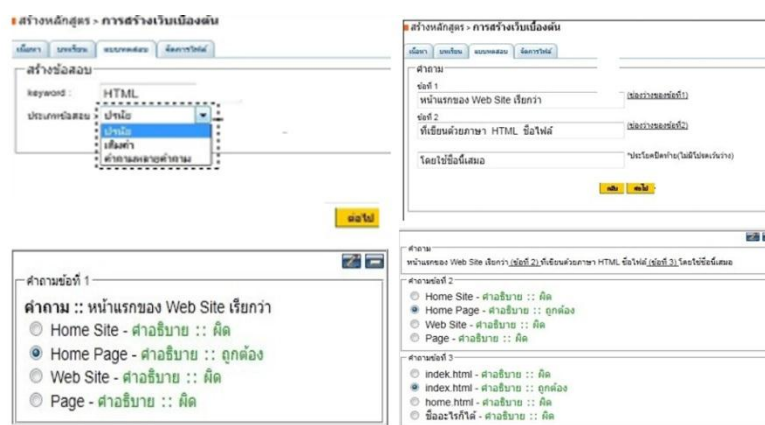 สร้างหลักสูตร > การสร้างเว็บเบื้องต้น
เนื้อหา บทเรียน แบบทดสอบ จัดการไฟล์
สร้างข้อสอบ
keyword : HTML
ประเภทข้อสอบ : ปรนัย
ปรนัย
เติมคำ
คำถามหลายคำถาม
ต่อไป
คำถามข้อที่ 1
คำถาม :: หน้าแรกของ Web Site เรียกว่า
Home Site - คำอธิบาย :: ผิด
Home Page - คำอธิบาย :: ถูกต้อง
Web Site - คำอธิบาย :: ผิด
Page - คำอธิบาย :: ผิด
สร้างหลักสูตร > การสร้างเว็บเบื้องต้น
เนื้อหา บทเรียน แบบทดสอบ จัดการไฟล์
คำถาม
ข้อที่ 1
หน้าแรกของ Web Site เรียกว่า (ช่องว่างของข้อที่1)
ข้อที่ 2
ที่เขียนด้วยภาษา HTML ชื่อไฟล์ (ช่องว่างของข้อที่2)
โดยใช้ชื่อนี้เสมอ *ประโยคปิดท้าย(ไม่มีโปรดเว้นว่าง)
กลับ ต่อไป
คำถาม
หน้าแรกของ Web Site เรียกว่า (ข้อที่ 2) ที่เขียนด้วยภาษา HTML ชื่อไฟล์ (ข้อที่ 3) โดยใช้ชื่อนี้เสมอ
คำถามข้อที่ 2
Home Site - คำอธิบาย :: ผิด
Home Page - คำอธิบาย :: ถูกต้อง
Web Site - คำอธิบาย :: ผิด
Page - คำอธิบาย :: ผิด
คำถามข้อที่ 3
indek.html - คำอธิบาย :: ผิด
index.html - คำอธิบาย :: ถูกต้อง
home.html - คำอธิบาย :: ผิด
ชื่ออะไรก็ได้ - คำอธิบาย :: ผิด